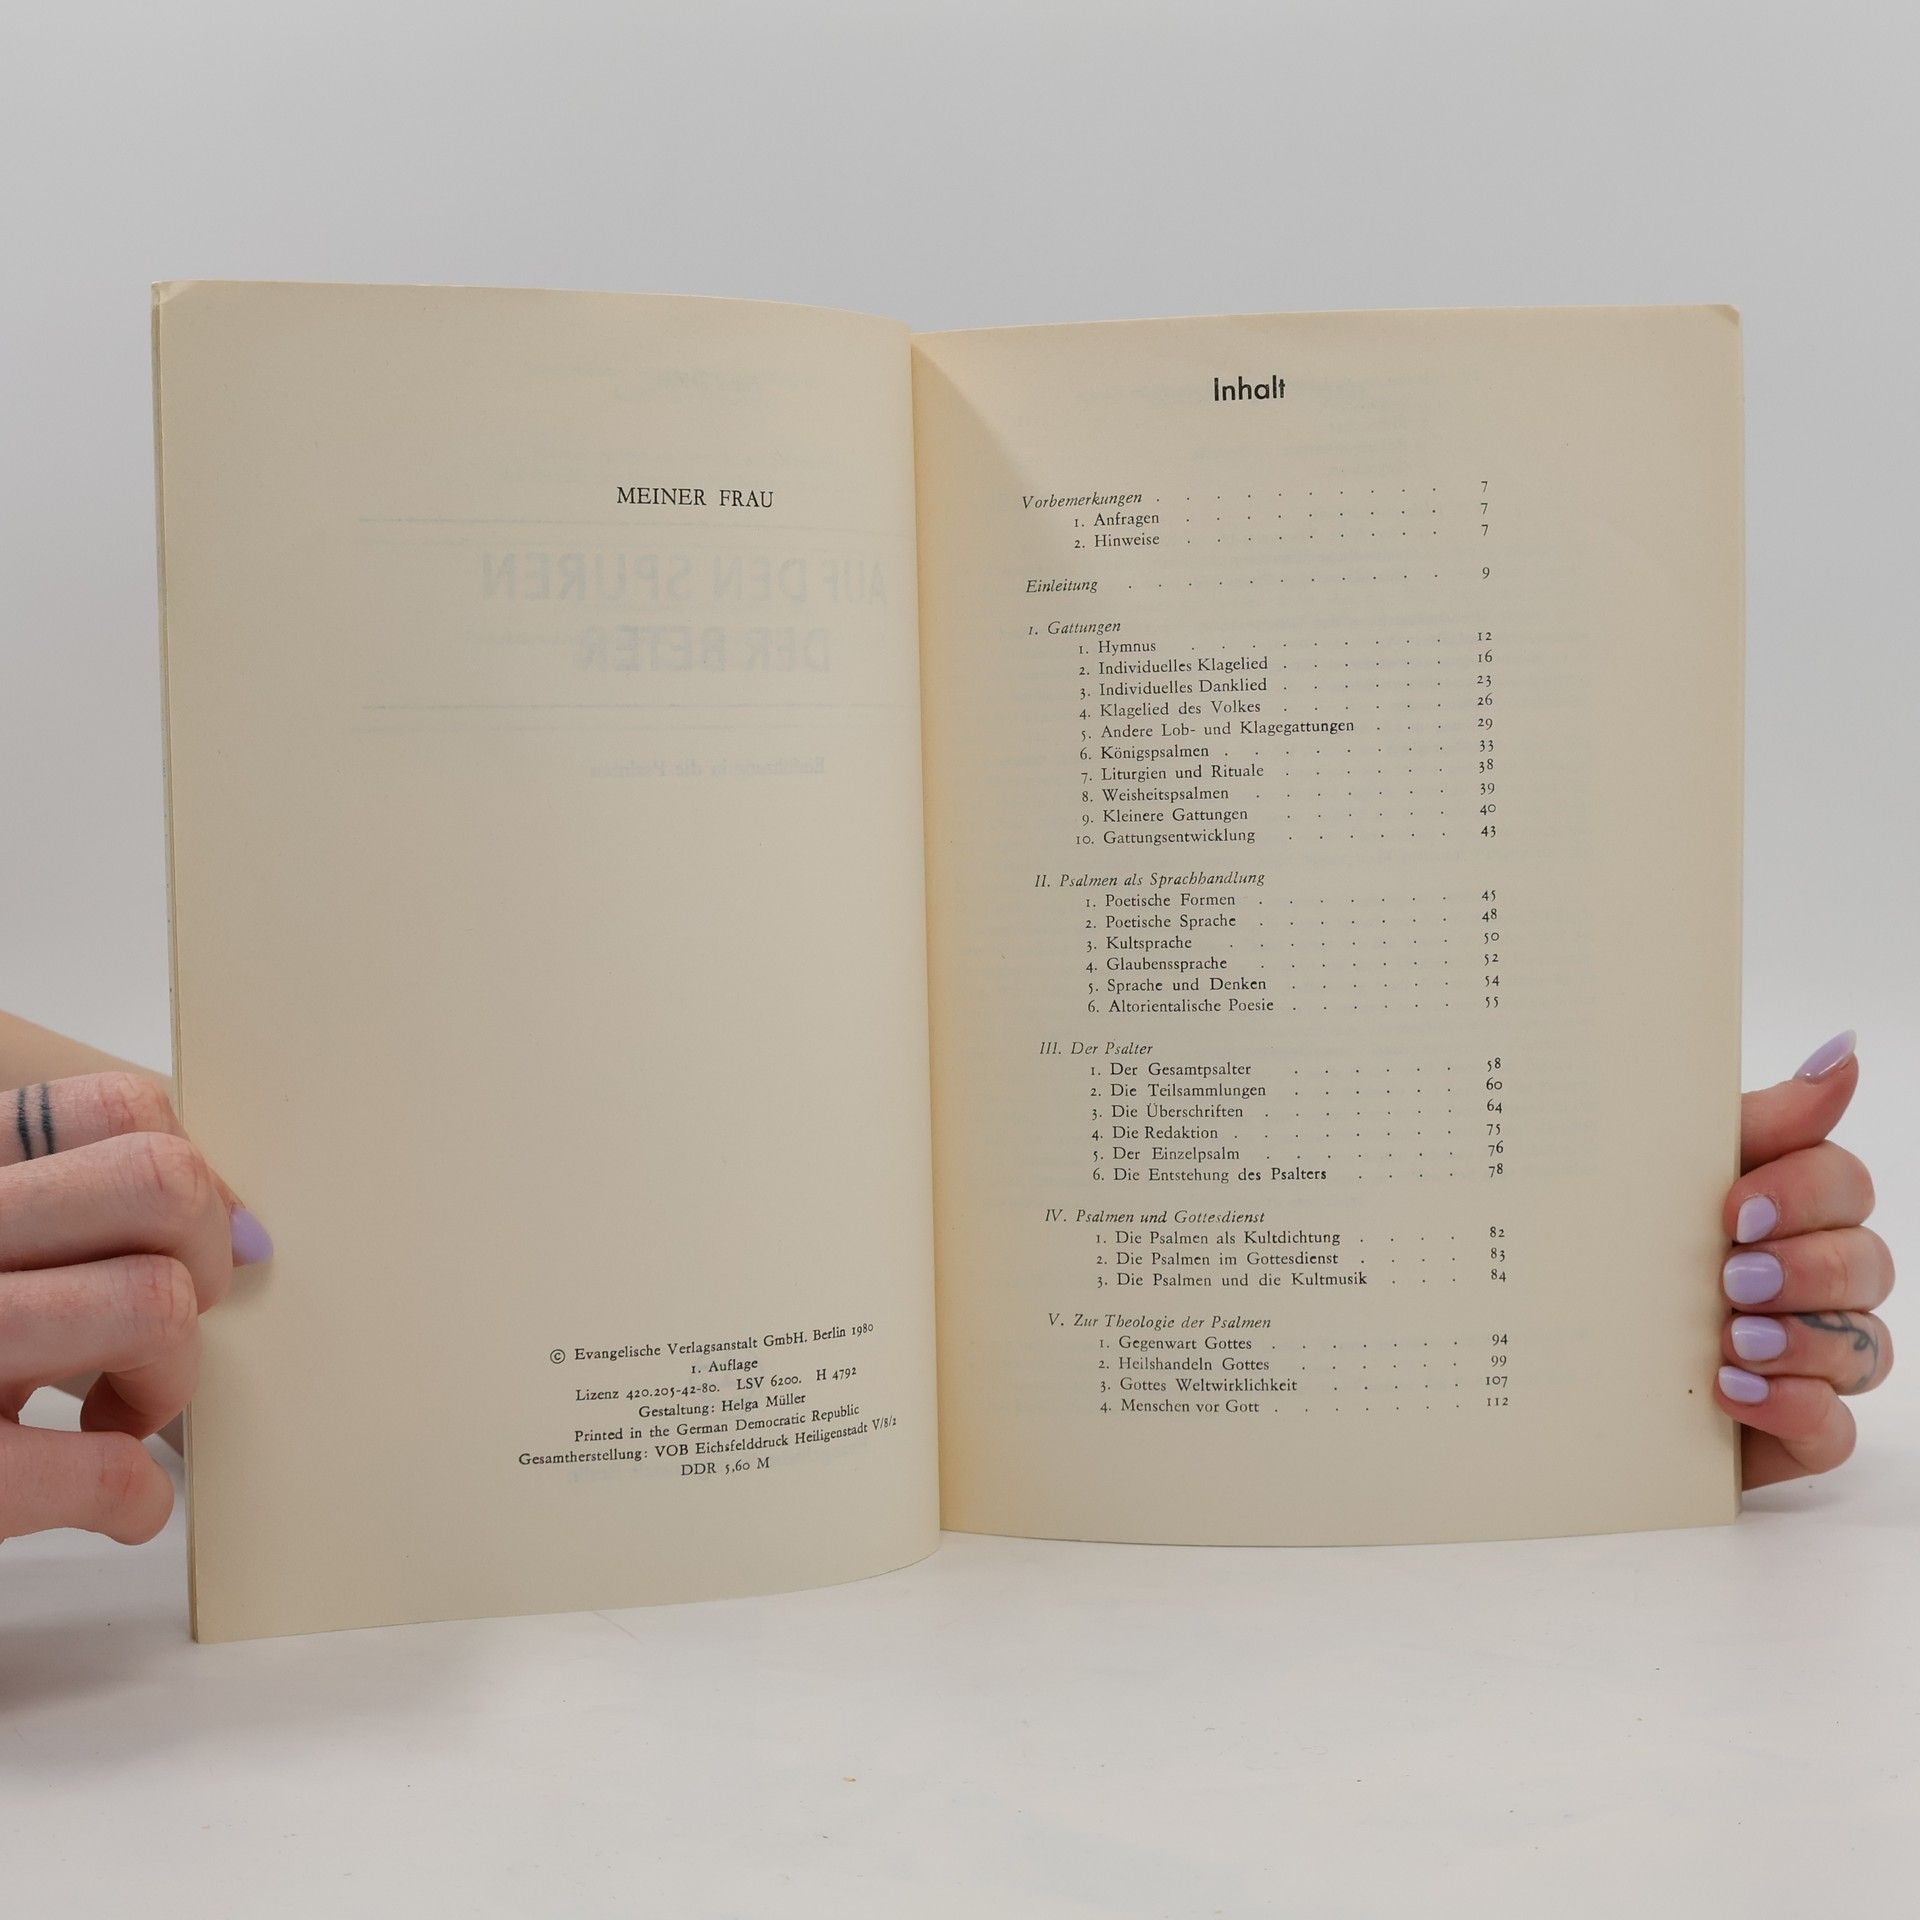 MEINER FRAU
AUF DEN SPUREN
DER BETER
Einführung in die Psalmen
© Evangelische Verlagsanstalt GmbH. Berlin 1980
1. Auflage
Lizenz 420.205-42-80. LSV 6200. H 4792
Gestaltung: Helga Müller
Printed in the German Democratic Republic
Gesamtherstellung: VOB Eichsfelddruck Heiligenstadt V/8/2
DDR 5,60 M
Inhalt
Vorbemerkungen . . . . . . . . . . 7
1. Anfragen . . . . . . . . . 7
2. Hinweise . . . . . . . . . 7
Einleitung . . . . . . . . . . . 9
I. Gattungen
1. Hymnus . . . . . . . . . 12
2. Individuelles Klagelied . . . . . . 16
3. Individuelles Danklied . . . . . . 23
4. Klagelied des Volkes . . . . . . 26
5. Andere Lob- und Klagegattungen . . . 29
6. Königspsalmen . . . . . . . . 33
7. Liturgien und Rituale . . . . . . 38
8. Weisheitspsalmen . . . . . . . 39
9. Kleinere Gattungen . . . . . . 40
10. Gattungsentwicklung . . . . . . 43
II. Psalmen als Sprachhandlung
1. Poetische Formen . . . . . . . 45
2. Poetische Sprache . . . . . . . 48
3. Kultsprache . . . . . . . . 50
4. Glaubenssprache . . . . . . . 52
5. Sprache und Denken . . . . . . 54
6. Altorientalische Poesie . . . . . . 55
III. Der Psalter
1. Der Gesamtpsalter . . . . . . 58
2. Die Teilsammlungen . . . . . . 60
3. Die Überschriften . . . . . . . 64
4. Die Redaktion . . . . . . . . 75
5. Der Einzelpsalm . . . . . . . 76
6. Die Entstehung des Psalters . . . . 78
IV. Psalmen und Gottesdienst
1. Die Psalmen als Kultdichtung . . . . 82
2. Die Psalmen im Gottesdienst . . . . 83
3. Die Psalmen und die Kultmusik . . . 84
V. Zur Theologie der Psalmen
1. Gegenwart Gottes . . . . . . . 94
2. Heilshandeln Gottes . . . . . . 99
3. Gottes Weltwirklichkeit . . . . . 107
4. Menschen vor Gott . . . . . . . 112